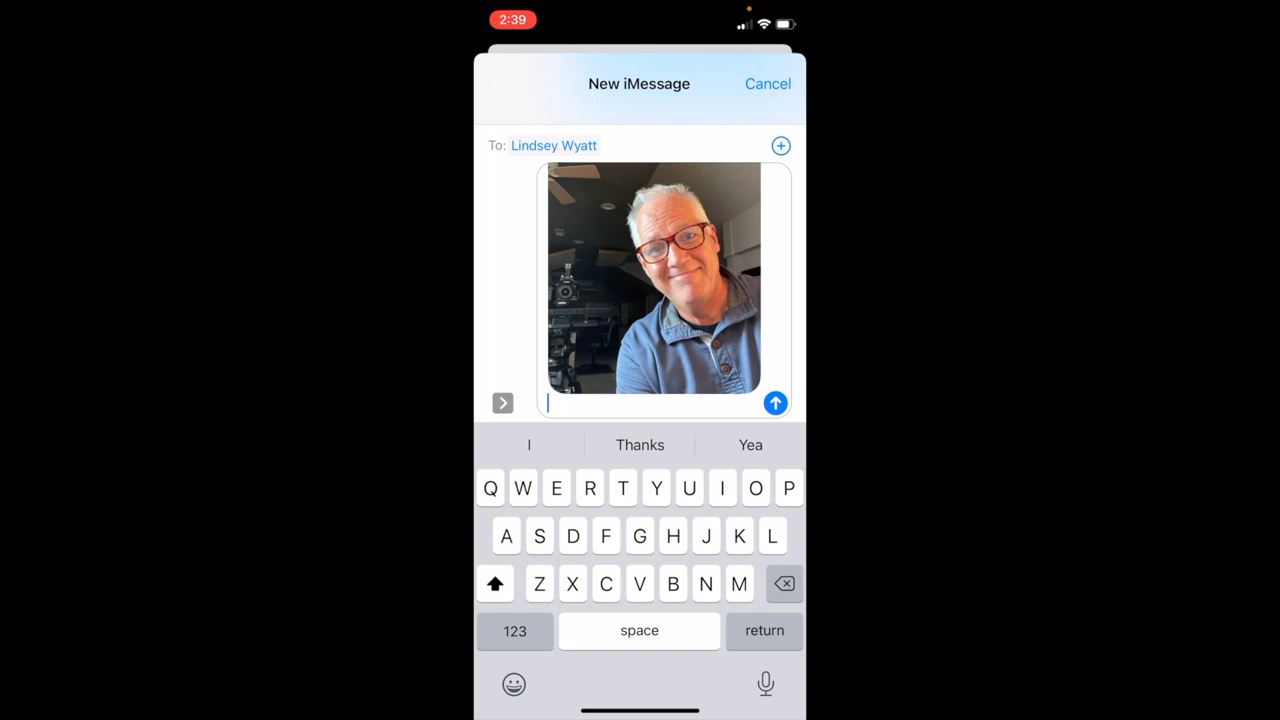 2:39
New iMessage Cancel
To: Lindsey Wyatt
I Thanks Yea
Q W E R T Y U I O P
A S D F G H J K L
Z X C V B N M
123 space return